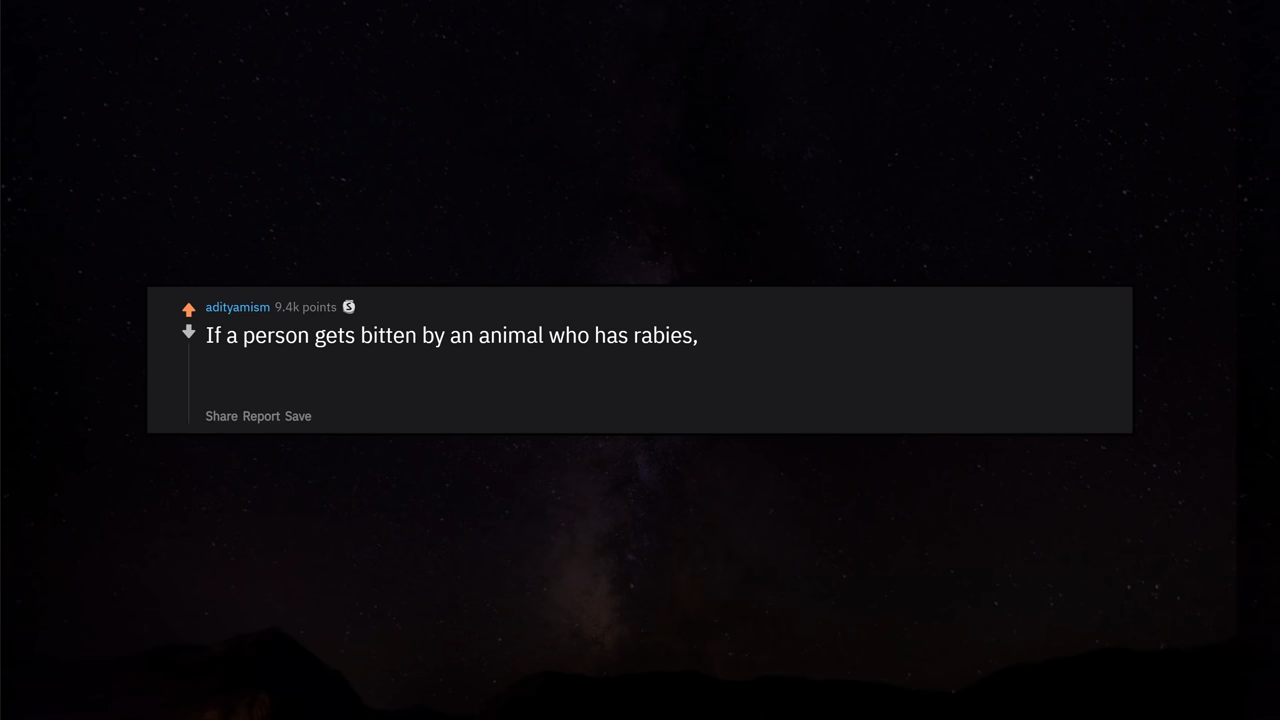 adityamism 9.4k points S
If a person gets bitten by an animal who has rabies,
Share Report Save